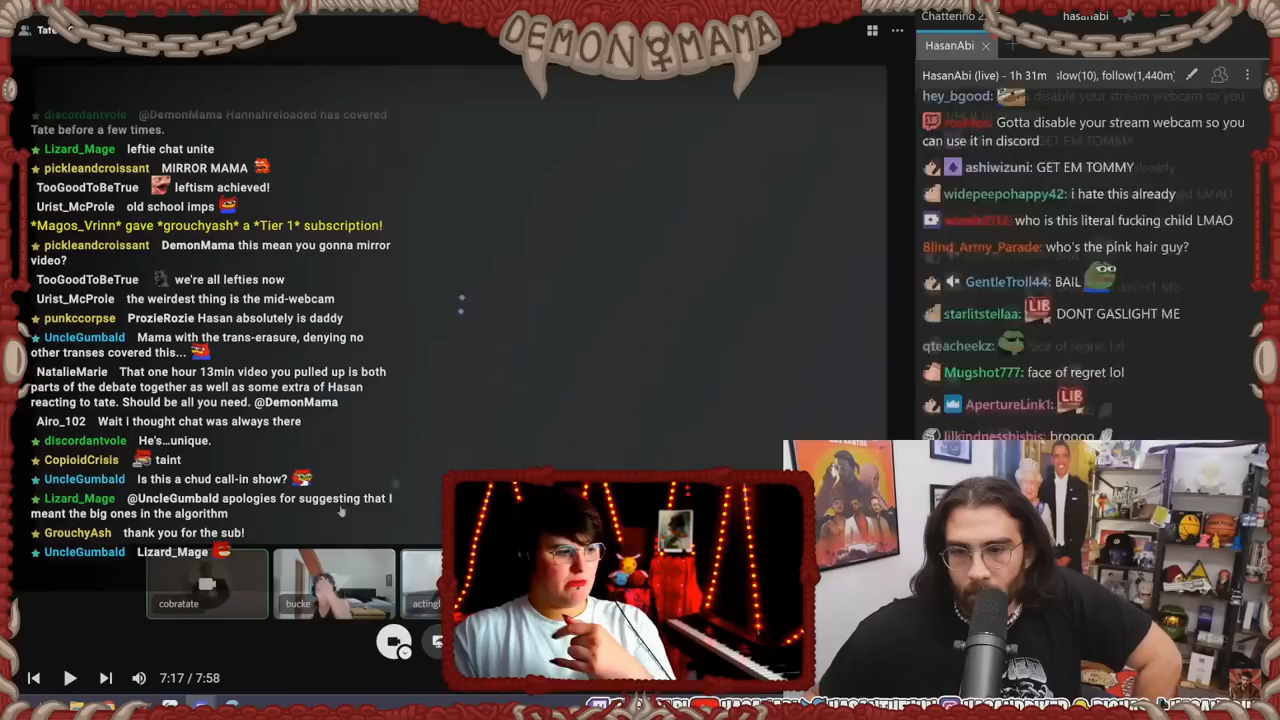 DEMON MAMA
Tate
discordantvole @DemonMama Hannahreloaded has covered
Tate before a few times.
Lizard_Mage leftie chat unite
pickleandcroissant MIRROR MAMA
TooGoodToBeTrue leftism achieved!
Urist_McProle old school imps
*Magos_Vrinn* gave *grouchyash* a *Tier 1* subscription!
pickleandcroissant DemonMama this mean you gonna mirror
video?
TooGoodToBeTrue we're all lefties now
Urist_McProle the weirdest thing is the mid-webcam
punkccorpse ProzieRozie Hasan absolutely is daddy
UncleGumbald Mama with the trans-erasure, denying no
other transes covered this...
NatalieMarie That one hour 13min video you pulled up is both
parts of the debate together as well as some extra of Hasan
reacting to tate. Should be all you need. @DemonMama
Airo_102 Wait i thought chat was always there
discordantvole He's...unique.
CopioidCrisis taint
UncleGumbald Is this a chud call-in show?
Lizard_Mage @UncleGumbald apologies for suggesting that I
meant the big ones in the algorithm
GrouchyAsh thank you for the sub!
UncleGumbald Lizard_Mage
cobratate
bucke
actingl
7:17 / 7:58
Chatterino 2
hasanabi
HasanAbi
HasanAbi (live) - 1h 31m slow(10), follow(1,440m)
hey_bgood:
Gotta disable your stream webcam so you
can use it in discord
ashiwizuni: GET EM TOMMY
widepeepohappy42: i hate this already
who is this literal fucking child LMAO
Blind_Army_Parade: who's the pink hair guy?
GentleTroll44: BAIL
starlitstellaa: LIB DONT GASLIGHT ME
qteacheekz:
Mugshot777: face of regret lol
ApertureLink1: LIB
lilkindnesshishis: broooo